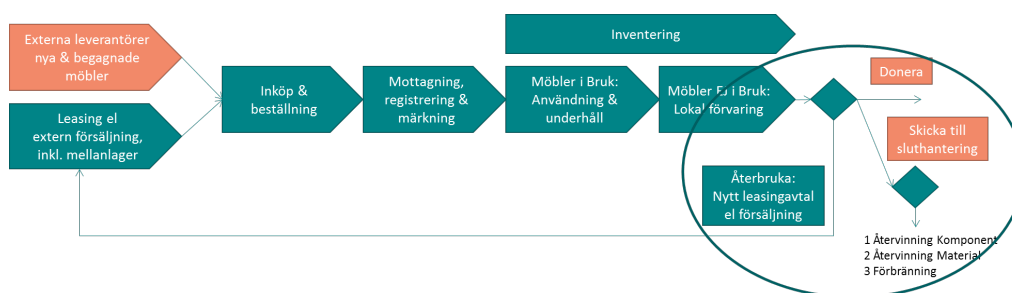 Externa leverantörer
nya & begagnade
möbler
Leasing el
extern försäljning,
inkl. mellanlager
Inköp &
beställning
Mottagning,
registrering &
märkning
Inventering
Möbler i Bruk:
Användning &
underhåll
Möbler EJ i Bruk:
Lokal förvaring
Donera
Skicka till
sluthantering
Återbruka:
Nytt leasingavtal
el försäljning
1 Återvinning Komponent
2 Återvinning Material
3 Förbränning